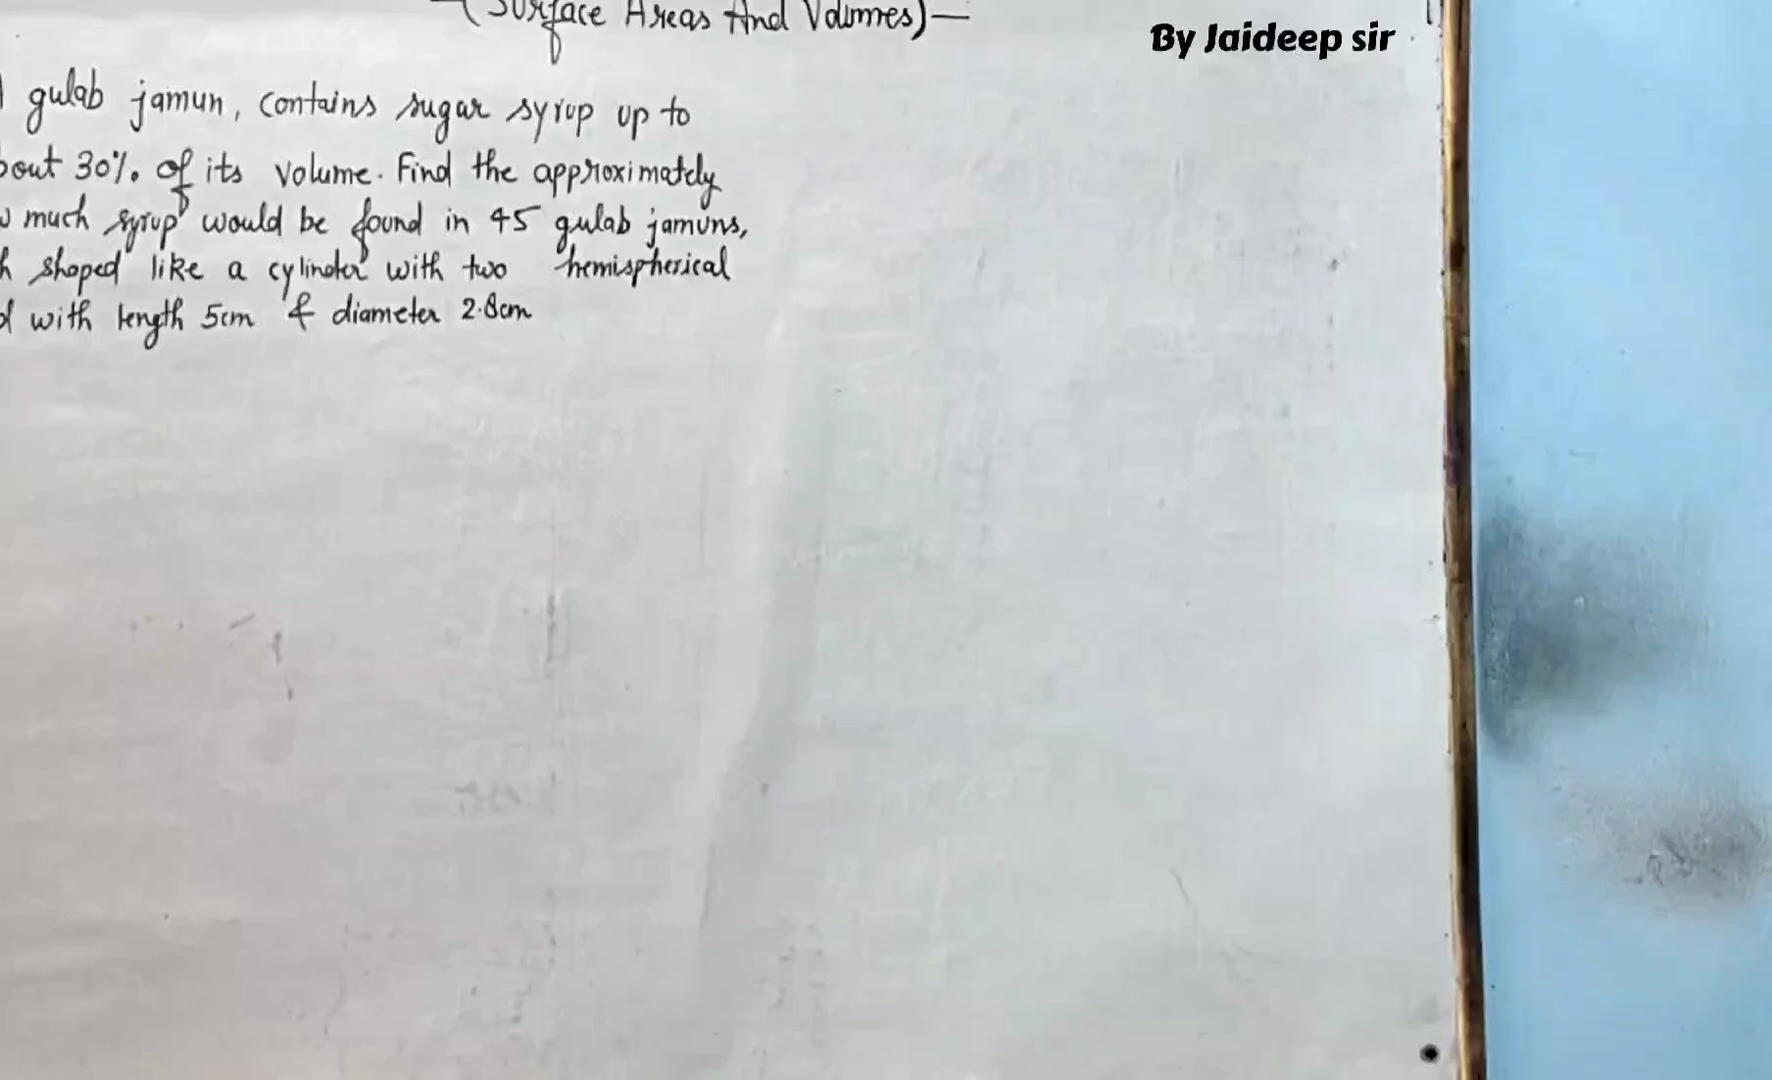 (Surface Areas And Volumes)—
By Jaideep sir
gulab jamun, contains sugar syrup up to
bout 30% of its volume. Find the approximately
much syrup would be found in 45 gulab jamuns,
h shaped like a cylinder with two hemispherical
d with length 5cm & diameter 2.8cm